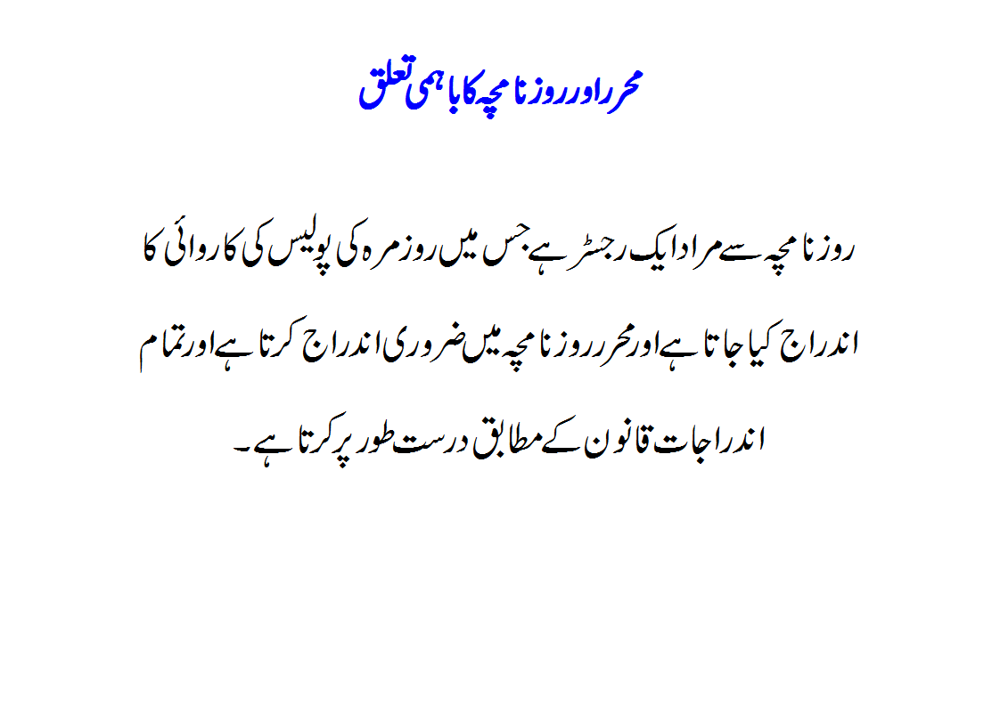 محرر اور روزنامچہ کا باہمی تعلق
روزنامچہ سے مراد ایک رجسٹر ہے جس میں روزمرہ کی پولیس کی کاروائی کا
اندراج کیا جاتا ہے اور محرر روزنامچہ میں ضروری اندراج کرتا ہے اور تمام
اندراجات قانون کے مطابق درست طور پر کرتا ہے۔